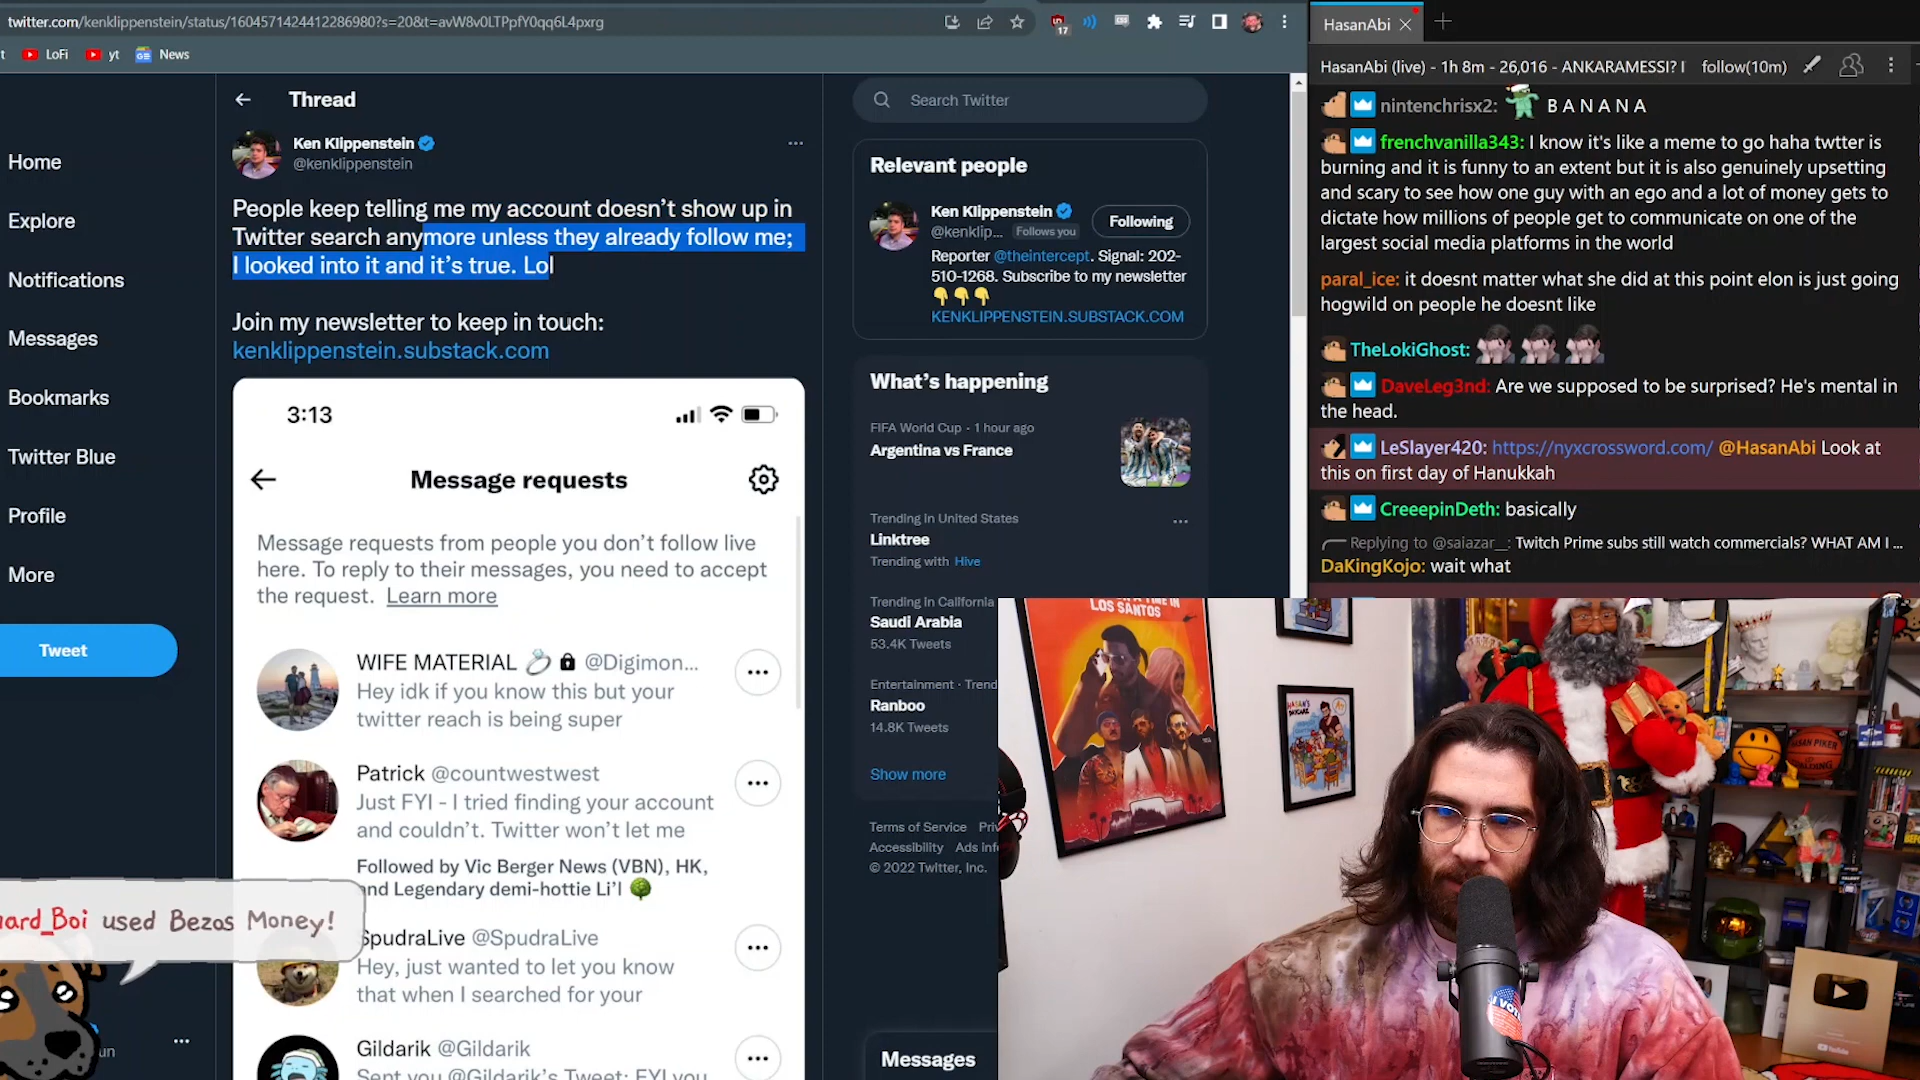 twitter.com/kenklippenstein/status/1604571424412286980?s=20&t=avW8v0LTPpfY0qq6L4pxrg
17
t LoFi yt News
Home
Explore
Notifications
Messages
Bookmarks
Twitter Blue
Profile
More
Tweet
Thread
Ken Klippenstein
@kenklippenstein
People keep telling me my account doesn’t show up in
Twitter search anymore unless they already follow me;
I looked into it and it’s true. Lol
Join my newsletter to keep in touch:
kenklippenstein.substack.com
3:13
Message requests
Message requests from people you don’t follow live
here. To reply to their messages, you need to accept
the request. Learn more
WIFE MATERIAL @Digimon...
Hey idk if you know this but your
twitter reach is being super
Patrick @countwestwest
Just FYI - I tried finding your account
and couldn’t. Twitter won’t let me
Followed by Vic Berger News (VBN), HK,
and Legendary demi-hottie Li’l
SpudraLive @SpudraLive
Hey, just wanted to let you know
that when I searched for your
Gildarik @Gildarik
Sent you @Gildarik’s Tweet: FYI you
ard_Boi used Bezos Money!
un
Search Twitter
Relevant people
Ken Klippenstein
Following
@kenklip... Follows you
Reporter @theintercept. Signal: 202-
510-1268. Subscribe to my newsletter
KENKLIPPENSTEIN.SUBSTACK.COM
What’s happening
FIFA World Cup · 1 hour ago
Argentina vs France
Trending in United States
Linktree
Trending with Hive
Trending in California
Saudi Arabia
53.4K Tweets
Entertainment · Trend
Ranboo
14.8K Tweets
Show more
Terms of Service Priv
Accessibility Ads info
© 2022 Twitter, Inc.
Messages
HasanAbi
HasanAbi (live) - 1h 8m - 26,016 - ANKARAMESSI? I follow(10m)
nintenchrisx2: B A N A N A
frenchvanilla343: I know it's like a meme to go haha twtter is
burning and it is funny to an extent but it is also genuinely upsetting
and scary to see how one guy with an ego and a lot of money gets to
dictate how millions of people get to communicate on one of the
largest social media platforms in the world
paral_ice: it doesnt matter what she did at this point elon is just going
hogwild on people he doesnt like
TheLokiGhost:
DaveLeg3nd: Are we supposed to be surprised? He's mental in
the head.
LeSlayer420: https://nyxcrossword.com/ @HasanAbi Look at
this on first day of Hanukkah
CreeepinDeth: basically
Replying to @saiazar__: Twitch Prime subs still watch commercials? WHAT AM I ...
DaKingKojo: wait what
LOS SANTOS
HASAN PIKER
SPALDING
I VOTED
YouTube